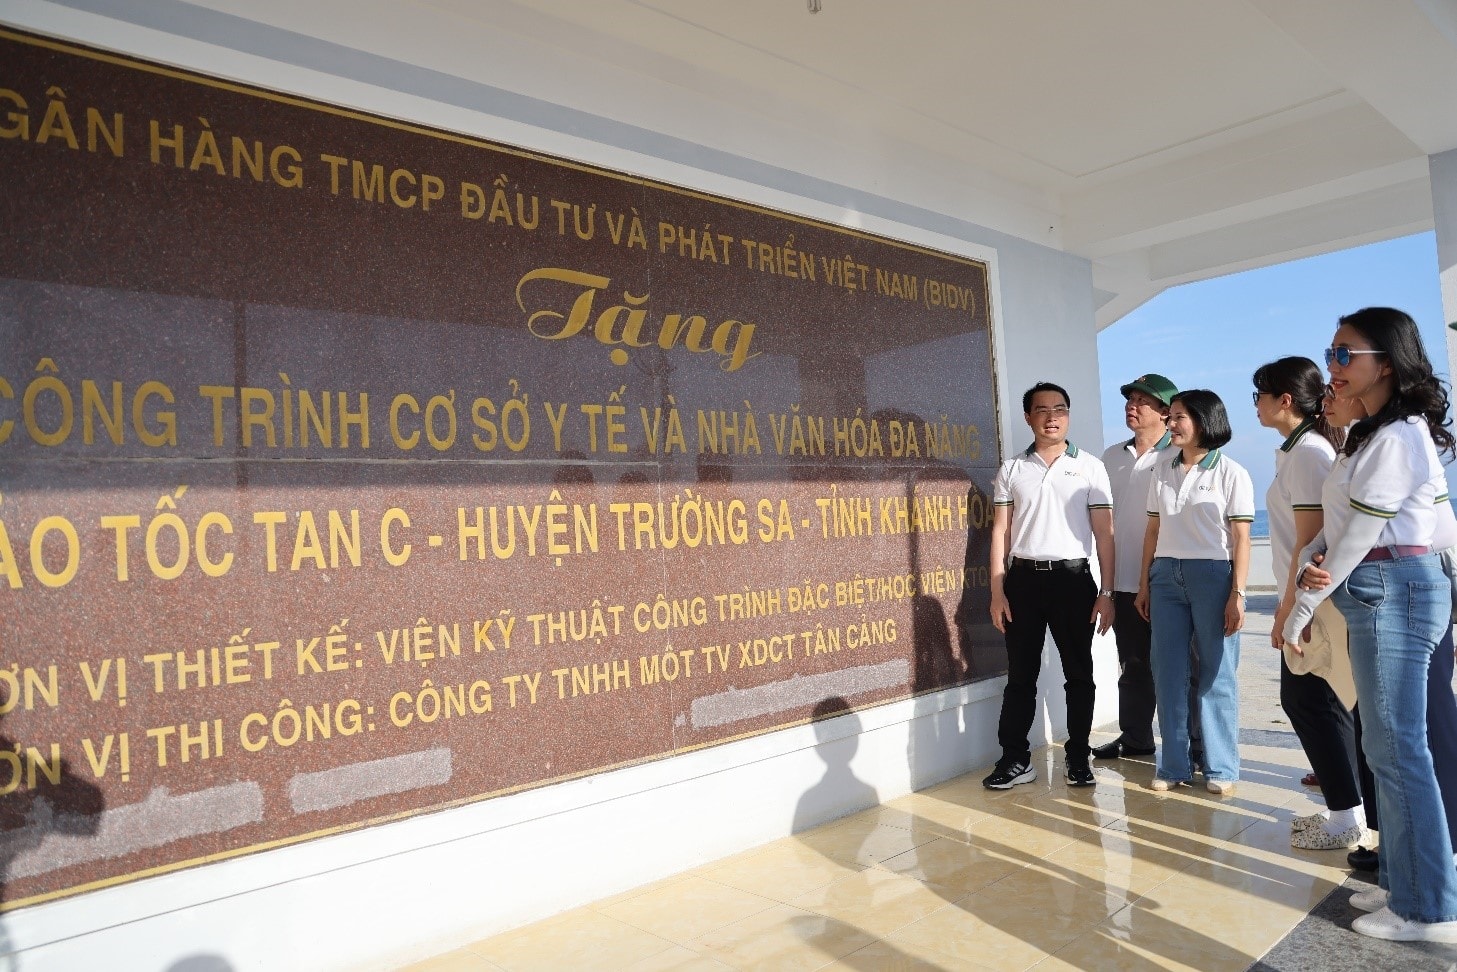 GÂN HÀNG TMCP ĐẦU TƯ VÀ PHÁT TRIỂN VIỆT NAM (BIDV)
Tặng
CÔNG TRÌNH CƠ SỞ Y TẾ VÀ NHÀ VĂN HÓA ĐA NĂNG
ẢO TỐC TAN C - HUYỆN TRƯỜNG SA - TỈNH KHÁNH HÒA
ƠN VỊ THIẾT KẾ: VIỆN KỸ THUẬT CÔNG TRÌNH ĐẶC BIỆT/HỌC VIỆN KTQ
ƠN VỊ THI CÔNG: CÔNG TY TNHH MỘT TV XDCT TÂN CẢNG